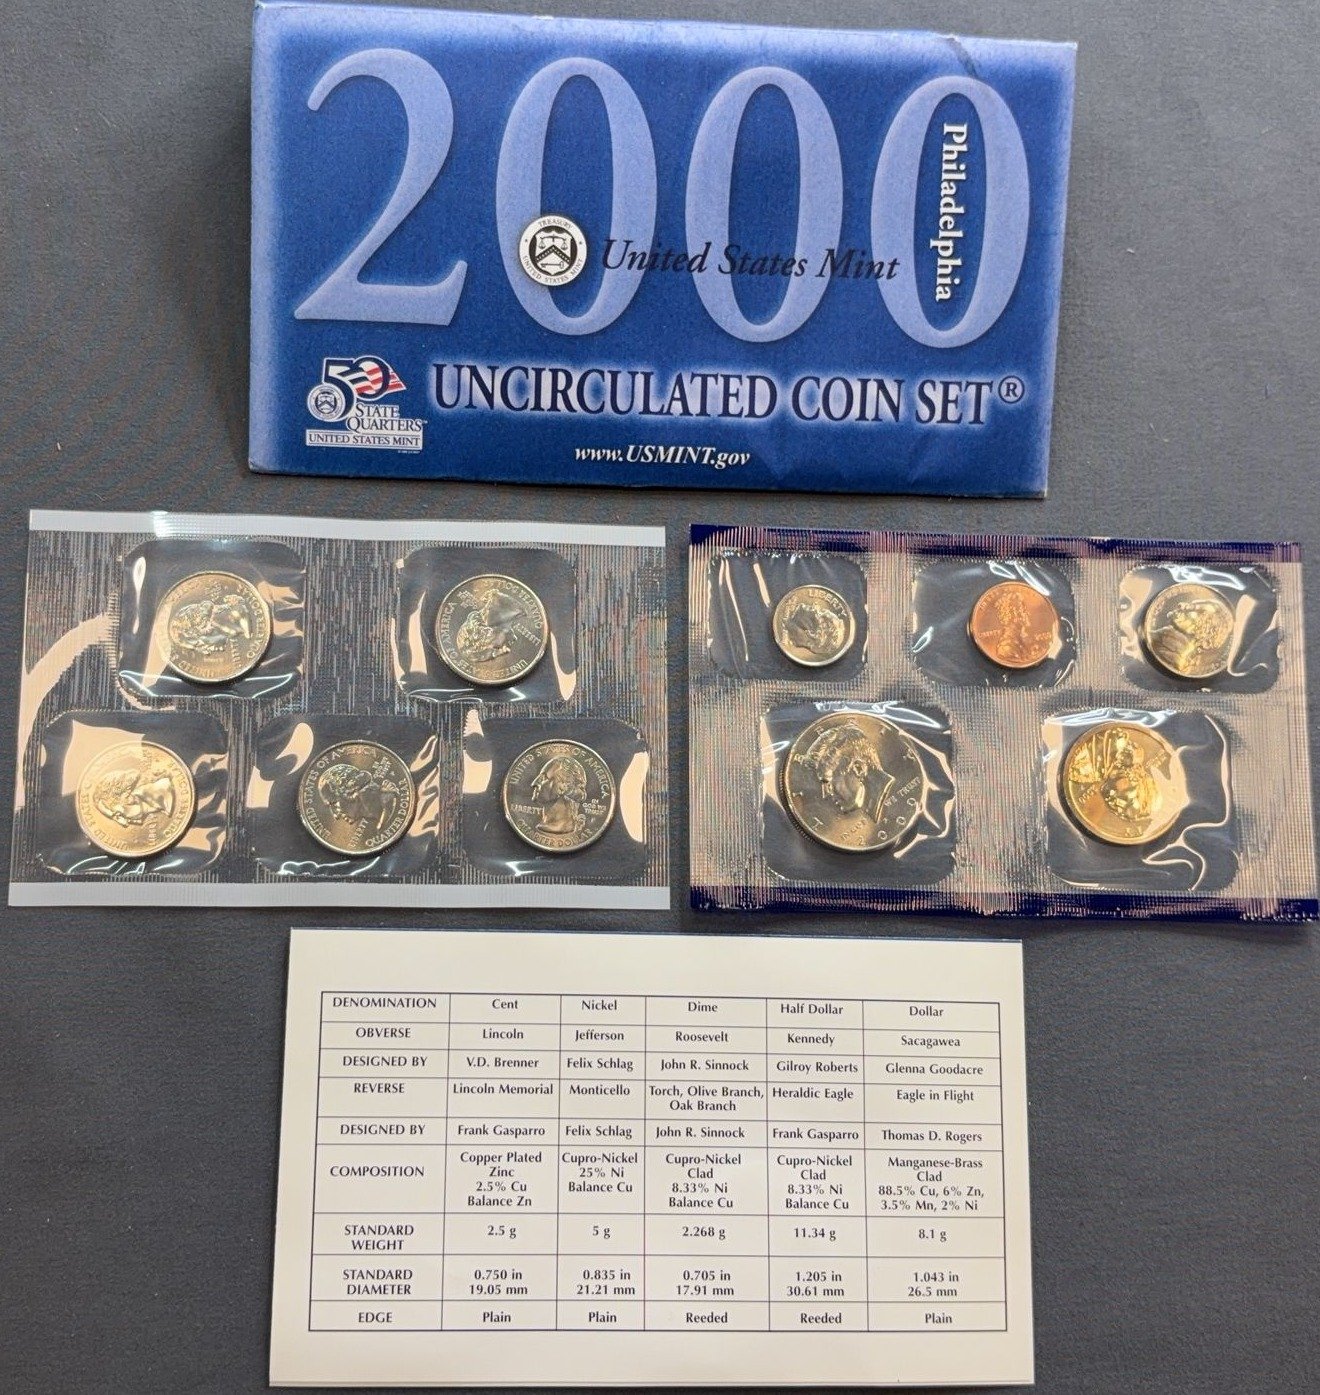 2000
Philadelphia
TREASURY
UNITED STATES MINT
United States Mint
50
STATE
QUARTERS
UNITED STATES MINT
UNCIRCULATED COIN SET®
www.USMINT.gov
UNITED STATES OF AMERICA
LIBERTY
IN
GOD WE
TRUST
QUARTER DOLLAR
LIBERTY
LIBERTY
2000
DENOMINATION Cent Nickel Dime Half Dollar Dollar
OBVERSE Lincoln Jefferson Roosevelt Kennedy Sacagawea
DESIGNED BY V.D. Brenner Felix Schlag John R. Sinnock Gilroy Roberts Glenna Goodacre
REVERSE Lincoln Memorial Monticello Torch, Olive Branch, Heraldic Eagle Eagle in Flight
Oak Branch
DESIGNED BY Frank Gasparro Felix Schlag John R. Sinnock Frank Gasparro Thomas D. Rogers
COMPOSITION Copper Plated Cupro-Nickel Cupro-Nickel Cupro-Nickel Manganese-Brass
Zinc 25% Ni Clad Clad Clad
2.5% Cu Balance Cu 8.33% Ni 8.33% Ni 88.5% Cu, 6% Zn,
Balance Zn Balance Cu Balance Cu 3.5% Mn, 2% Ni
STANDARD 2.5 g 5 g 2.268 g 11.34 g 8.1 g
WEIGHT
STANDARD 0.750 in 0.835 in 0.705 in 1.205 in 1.043 in
DIAMETER 19.05 mm 21.21 mm 17.91 mm 30.61 mm 26.5 mm
EDGE Plain Plain Reeded Reeded Plain